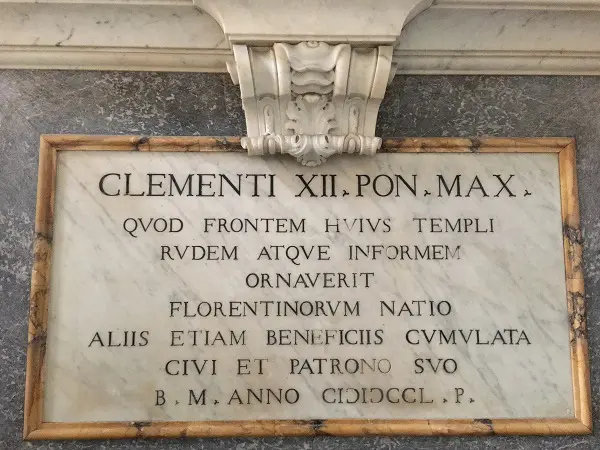 CLEMENTI XII. PON. MAX.
QVOD FRONTEM HVIVS TEMPLI
RVDEM ATQVE INFORMEM
ORNAVERIT
FLORENTINORVM NATIO
ALIIS ETIAM BENEFICIIS CVMVLATA
CIVI ET PATRONO SVO
B. M. ANNO CIƆIƆCCL. P.